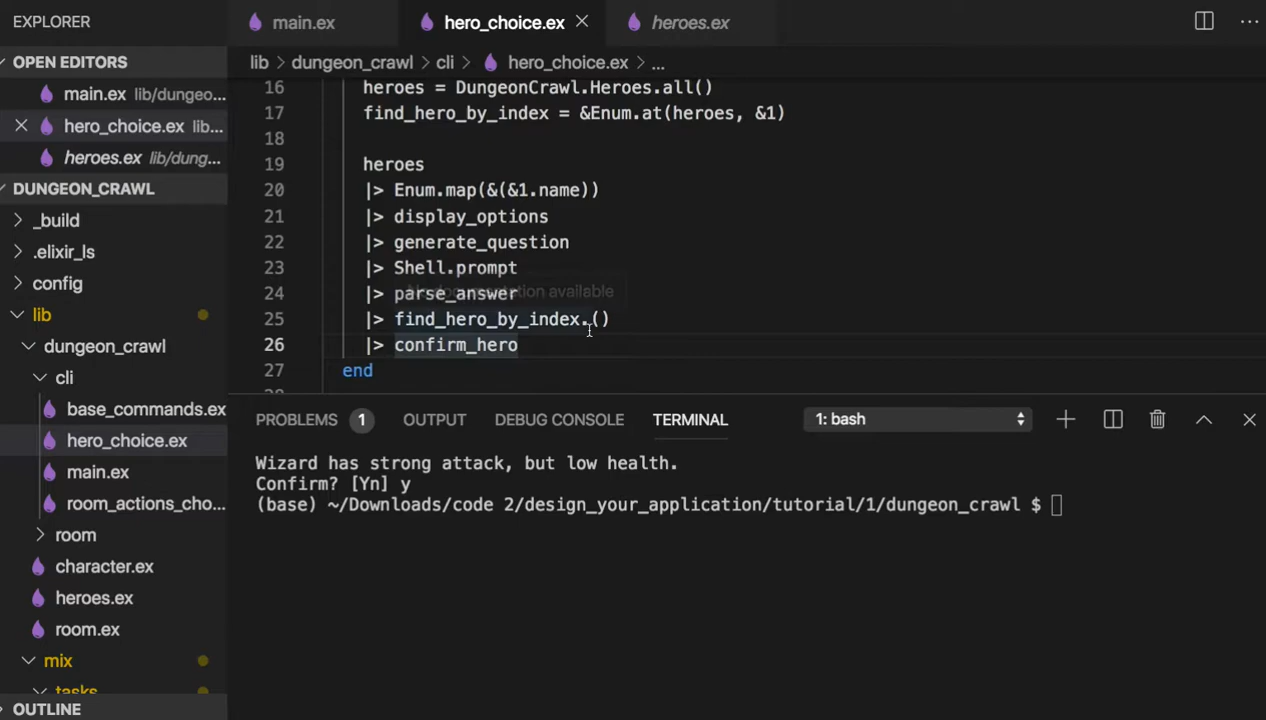 EXPLORER
main.ex
hero_choice.ex
heroes.ex
OPEN EDITORS
main.ex lib/dungeo...
hero_choice.ex lib...
heroes.ex lib/dung...
DUNGEON_CRAWL
_build
.elixir_ls
config
lib
dungeon_crawl
cli
base_commands.ex
hero_choice.ex
main.ex
room_actions_cho...
room
character.ex
heroes.ex
room.ex
mix
tasks
OUTLINE
lib > dungeon_crawl > cli > hero_choice.ex > ...
16 heroes = DungeonCrawl.Heroes.all()
17 find_hero_by_index = &Enum.at(heroes, &1)
18
19 heroes
20 |> Enum.map(&(&1.name))
21 |> display_options
22 |> generate_question
23 |> Shell.prompt
No documentation available
24 |> parse_answer
25 |> find_hero_by_index.()
26 |> confirm_hero
27 end
PROBLEMS 1 OUTPUT DEBUG CONSOLE TERMINAL 1: bash
Wizard has strong attack, but low health.
Confirm? [Yn] y
(base) ~/Downloads/code 2/design_your_application/tutorial/1/dungeon_crawl $